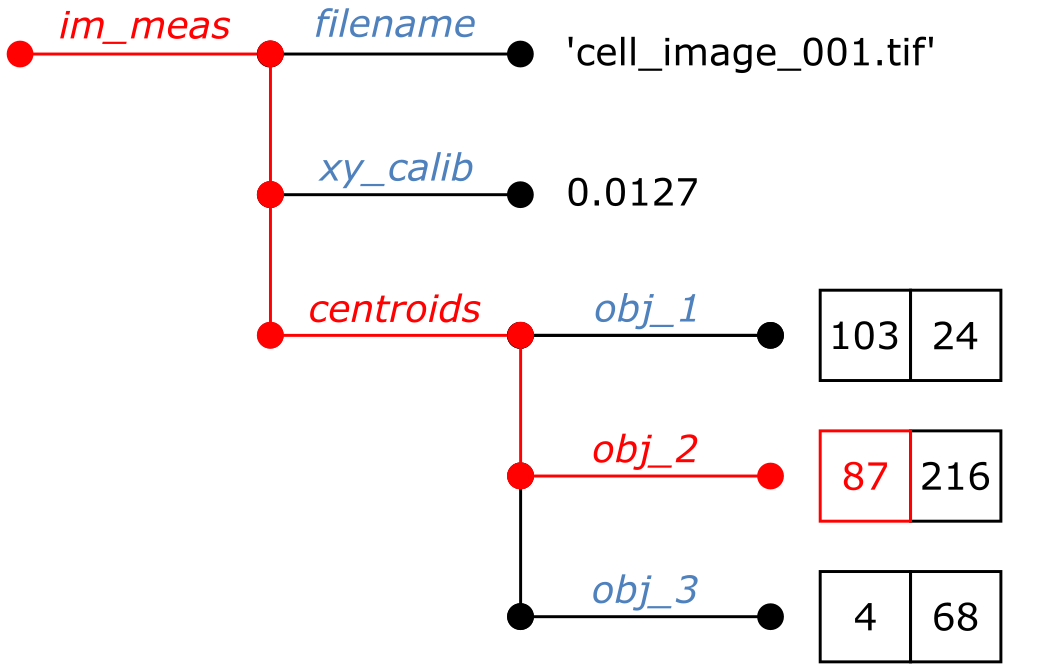 im_meas
filename
'cell_image_001.tif'
xy_calib
0.0127
centroids
obj_1
103 24
obj_2
87 216
obj_3
4 68